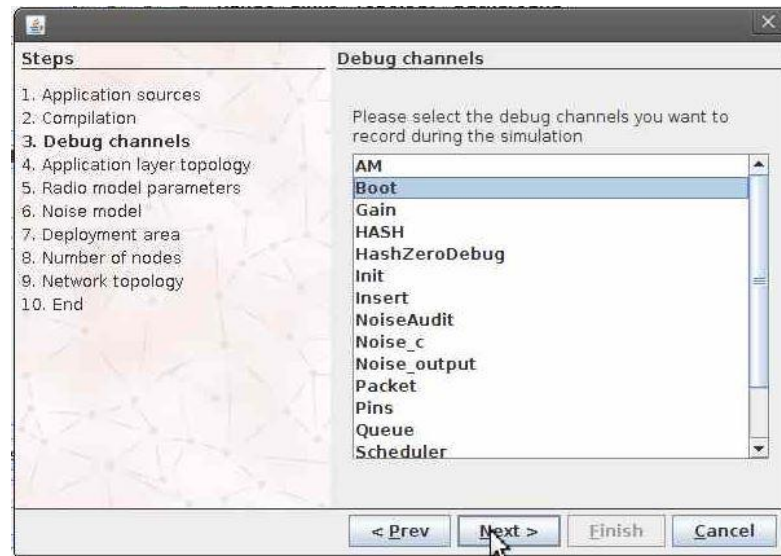 Steps
1. Application sources
2. Compilation
3. Debug channels
4. Application layer topology
5. Radio model parameters
6. Noise model
7. Deployment area
8. Number of nodes
9. Network topology
10. End
Debug channels
Please select the debug channels you want to
record during the simulation
AM
Boot
Gain
HASH
HashZeroDebug
Init
Insert
NoiseAudit
Noise_c
Noise_output
Packet
Pins
Queue
Scheduler
< Prev
Next >
Finish
Cancel